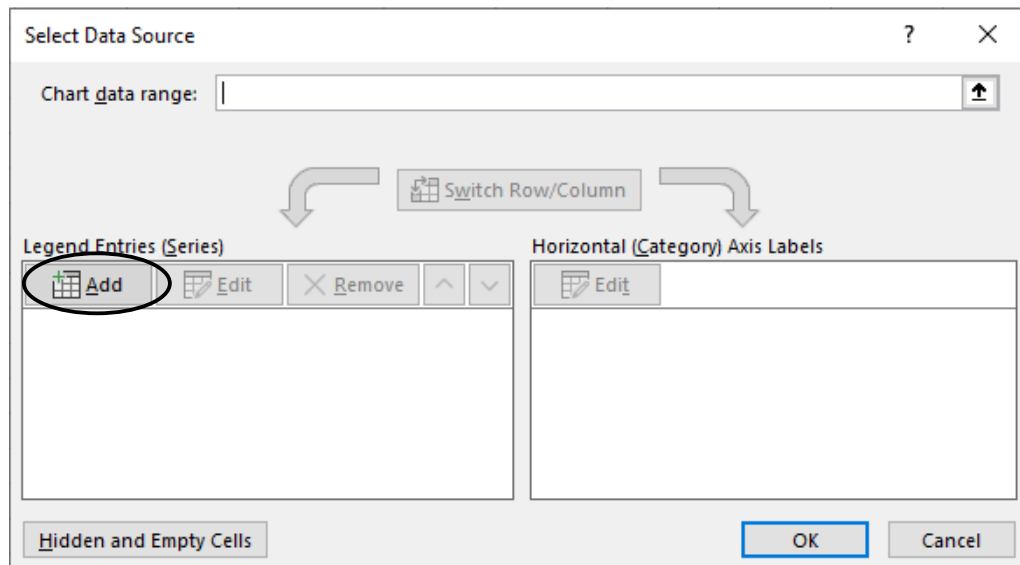 Select Data Source ?
Chart data range:
Switch Row/Column
Legend Entries (Series)
Horizontal (Category) Axis Labels
Add Edit Remove
Edit
Hidden and Empty Cells
OK Cancel